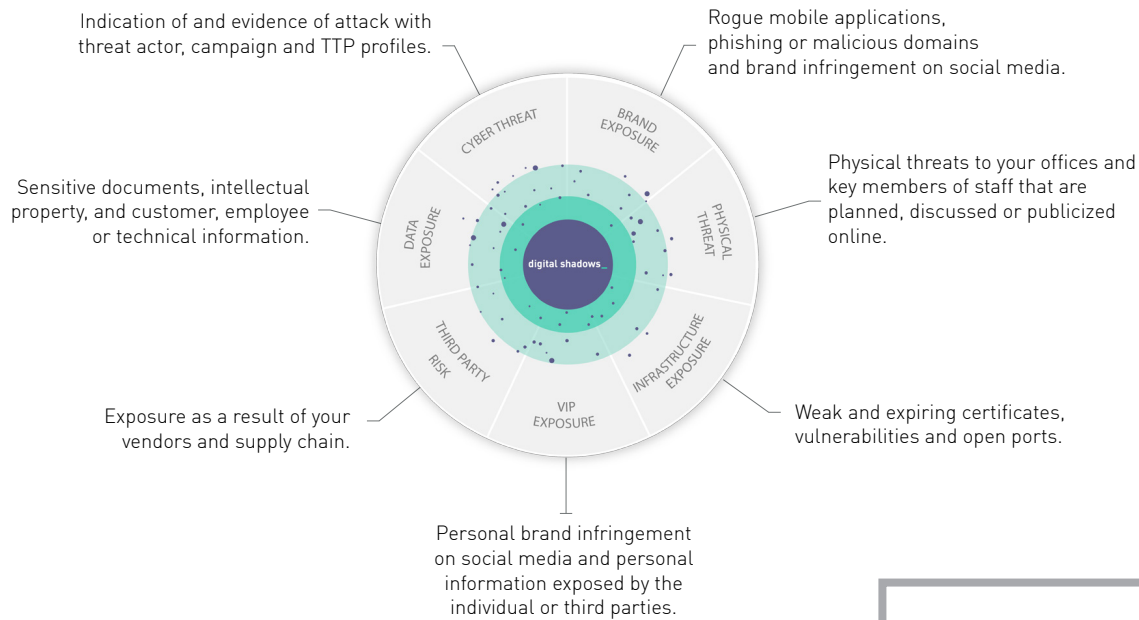 Indication of and evidence of attack with
threat actor, campaign and TTP profiles.
Rogue mobile applications,
phishing or malicious domains
and brand infringement on social media.
CYBER THREAT
BRAND
EXPOSURE
Sensitive documents, intellectual
property, and customer, employee
or technical information.
DATA
EXPOSURE
PHYSICAL
THREAT
Physical threats to your offices and
key members of staff that are
planned, discussed or publicized
online.
digital shadows_
THIRD PARTY
RISK
INFRASTRUCTURE
EXPOSURE
VIP
EXPOSURE
Exposure as a result of your
vendors and supply chain.
Weak and expiring certificates,
vulnerabilities and open ports.
Personal brand infringement
on social media and personal
information exposed by the
individual or third parties.